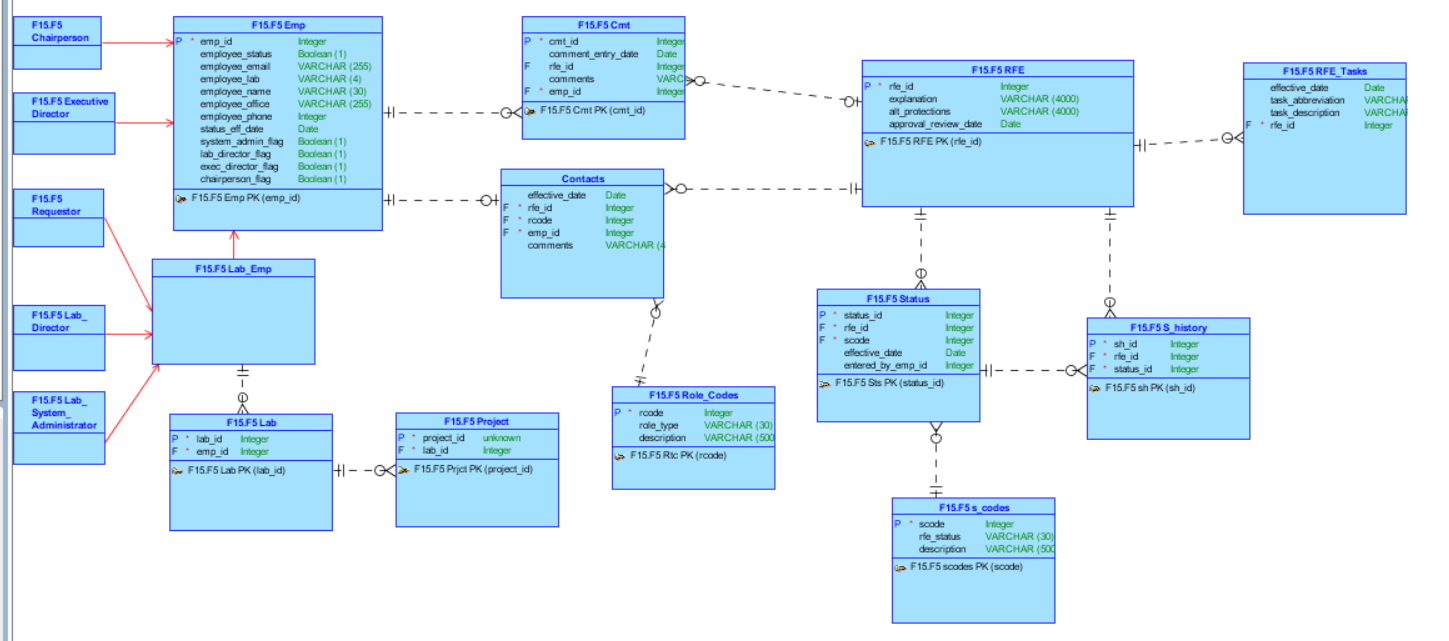 F15.F5
Chairperson
F15.F5 Executive
Director
F15.F5
Requestor
F15.F5 Lab_
Director
F15.F5 Lab_
System_
Administrator
F15.F5 Emp
P * emp_id Integer
employee_status Boolean (1)
employee_email VARCHAR (255)
employee_lab VARCHAR (4)
employee_name VARCHAR (30)
employee_office VARCHAR (255)
employee_phone Integer
status_eff_date Date
system_admin_flag Boolean (1)
lab_director_flag Boolean (1)
exec_director_flag Boolean (1)
chairperson_flag Boolean (1)
F15.F5 Emp PK (emp_id)
F15.F5 Lab_Emp
F15.F5 Lab
P * lab_id Integer
F * emp_id Integer
F15.F5 Lab PK (lab_id)
F15.F5 Project
P * project_id unknown
F * lab_id Integer
F15.F5 Prjct PK (project_id)
F15.F5 Cmt
P * cmt_id Integer
comment_entry_date Date
F rfe_id Integer
comments VARC
F * emp_id Integer
F15.F5 Cmt PK (cmt_id)
Contacts
effective_date Date
F * rfe_id Integer
F * rcode Integer
F * emp_id Integer
comments VARCHAR (4
F15.F5 Role_Codes
P * rcode Integer
role_type VARCHAR (30)
description VARCHAR (500
F15.F5 Rtc PK (rcode)
F15.F5 RFE
P * rfe_id Integer
explanation VARCHAR (4000)
alt_protections VARCHAR (4000)
approval_review_date Date
F15.F5 RFE PK (rfe_id)
F15.F5 RFE_Tasks
effective_date Date
task_abbreviation VARCHA
task_description VARCHA
F * rfe_id Integer
F15.F5 Status
P * status_id Integer
F * rfe_id Integer
F * scode Integer
effective_date Date
entered_by_emp_id Integer
F15.F5 Sts PK (status_id)
F15.F5 S_history
P * sh_id Integer
F * rfe_id Integer
F * status_id Integer
F15.F5 sh PK (sh_id)
F15.F5 s_codes
P * scode Integer
rfe_status VARCHAR (30)
description VARCHAR (500
F15.F5 scodes PK (scode)